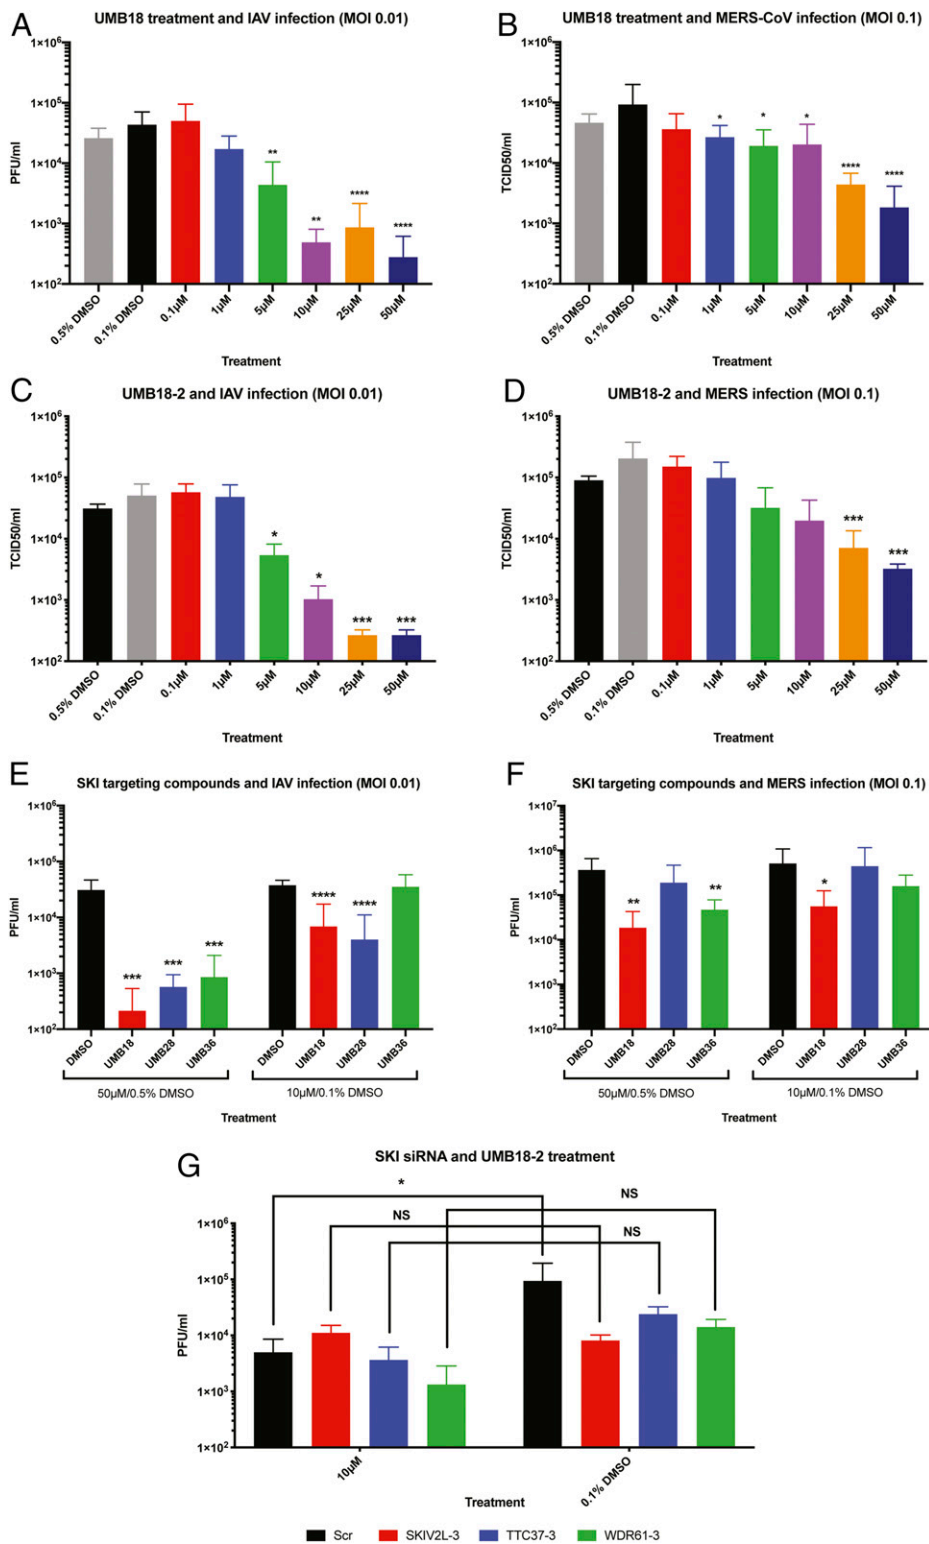 A
UMB18 treatment and IAV infection (MOI 0.01)
1×10⁶
1×10⁵
1×10⁴
1×10³
1×10²
PFU/ml
**
**
****
****
0.5% DMSO
0.1% DMSO
0.1µM
1µM
5µM
10µM
25µM
50µM
Treatment
B
UMB18 treatment and MERS-CoV infection (MOI 0.1)
1×10⁶
1×10⁵
1×10⁴
1×10³
1×10²
TCID50/ml
*
*
*
****
****
0.5% DMSO
0.1% DMSO
0.1µM
1µM
5µM
10µM
25µM
50µM
Treatment
C
UMB18-2 and IAV infection (MOI 0.01)
1×10⁶
1×10⁵
1×10⁴
1×10³
1×10²
TCID50/ml
*
*
***
***
0.5% DMSO
0.1% DMSO
0.1µM
1µM
5µM
10µM
25µM
50µM
Treatment
D
UMB18-2 and MERS infection (MOI 0.1)
1×10⁶
1×10⁵
1×10⁴
1×10³
1×10²
TCID50/ml
***
***
0.5% DMSO
0.1% DMSO
0.1µM
1µM
5µM
10µM
25µM
50µM
Treatment
E
SKI targeting compounds and IAV infection (MOI 0.01)
1×10⁶
1×10⁵
1×10⁴
1×10³
1×10²
PFU/ml
***
***
***
****
****
DMSO
UMB18
UMB28
UMB36
DMSO
UMB18
UMB28
UMB36
50µM/0.5% DMSO
10µM/0.1% DMSO
Treatment
F
SKI targeting compounds and MERS infection (MOI 0.1)
1×10⁷
1×10⁶
1×10⁵
1×10⁴
1×10³
1×10²
PFU/ml
**
**
*
DMSO
UMB18
UMB28
UMB36
DMSO
UMB18
UMB28
UMB36
50µM/0.5% DMSO
10µM/0.1% DMSO
Treatment
G
SKI siRNA and UMB18-2 treatment
*
NS
NS
NS
1×10⁶
1×10⁵
1×10⁴
1×10³
1×10²
PFU/ml
10µM
0.1% DMSO
Treatment
Scr
SKIV2L-3
TTC37-3
WDR61-3